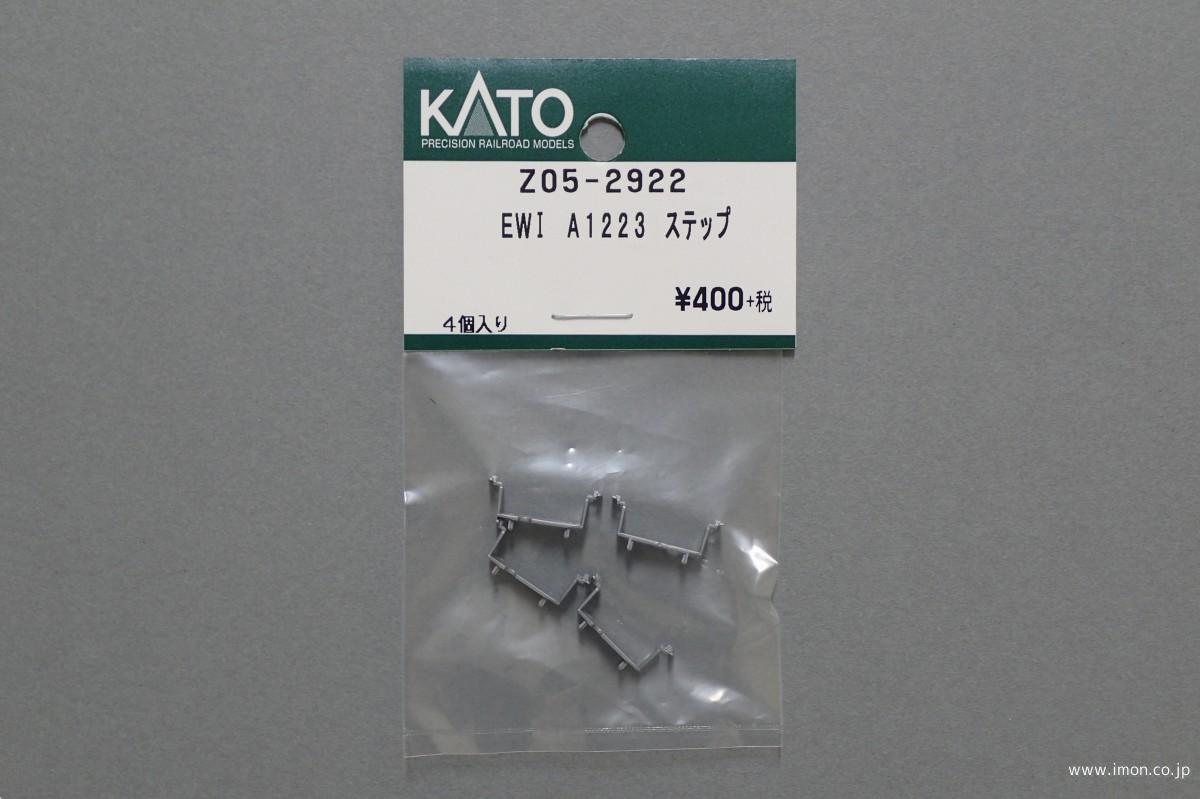 KATO
PRECISION RAILROAD MODELS
Z05-2922
EWI A1223 ステップ
¥400+税
4個入り
www.imon.co.jp